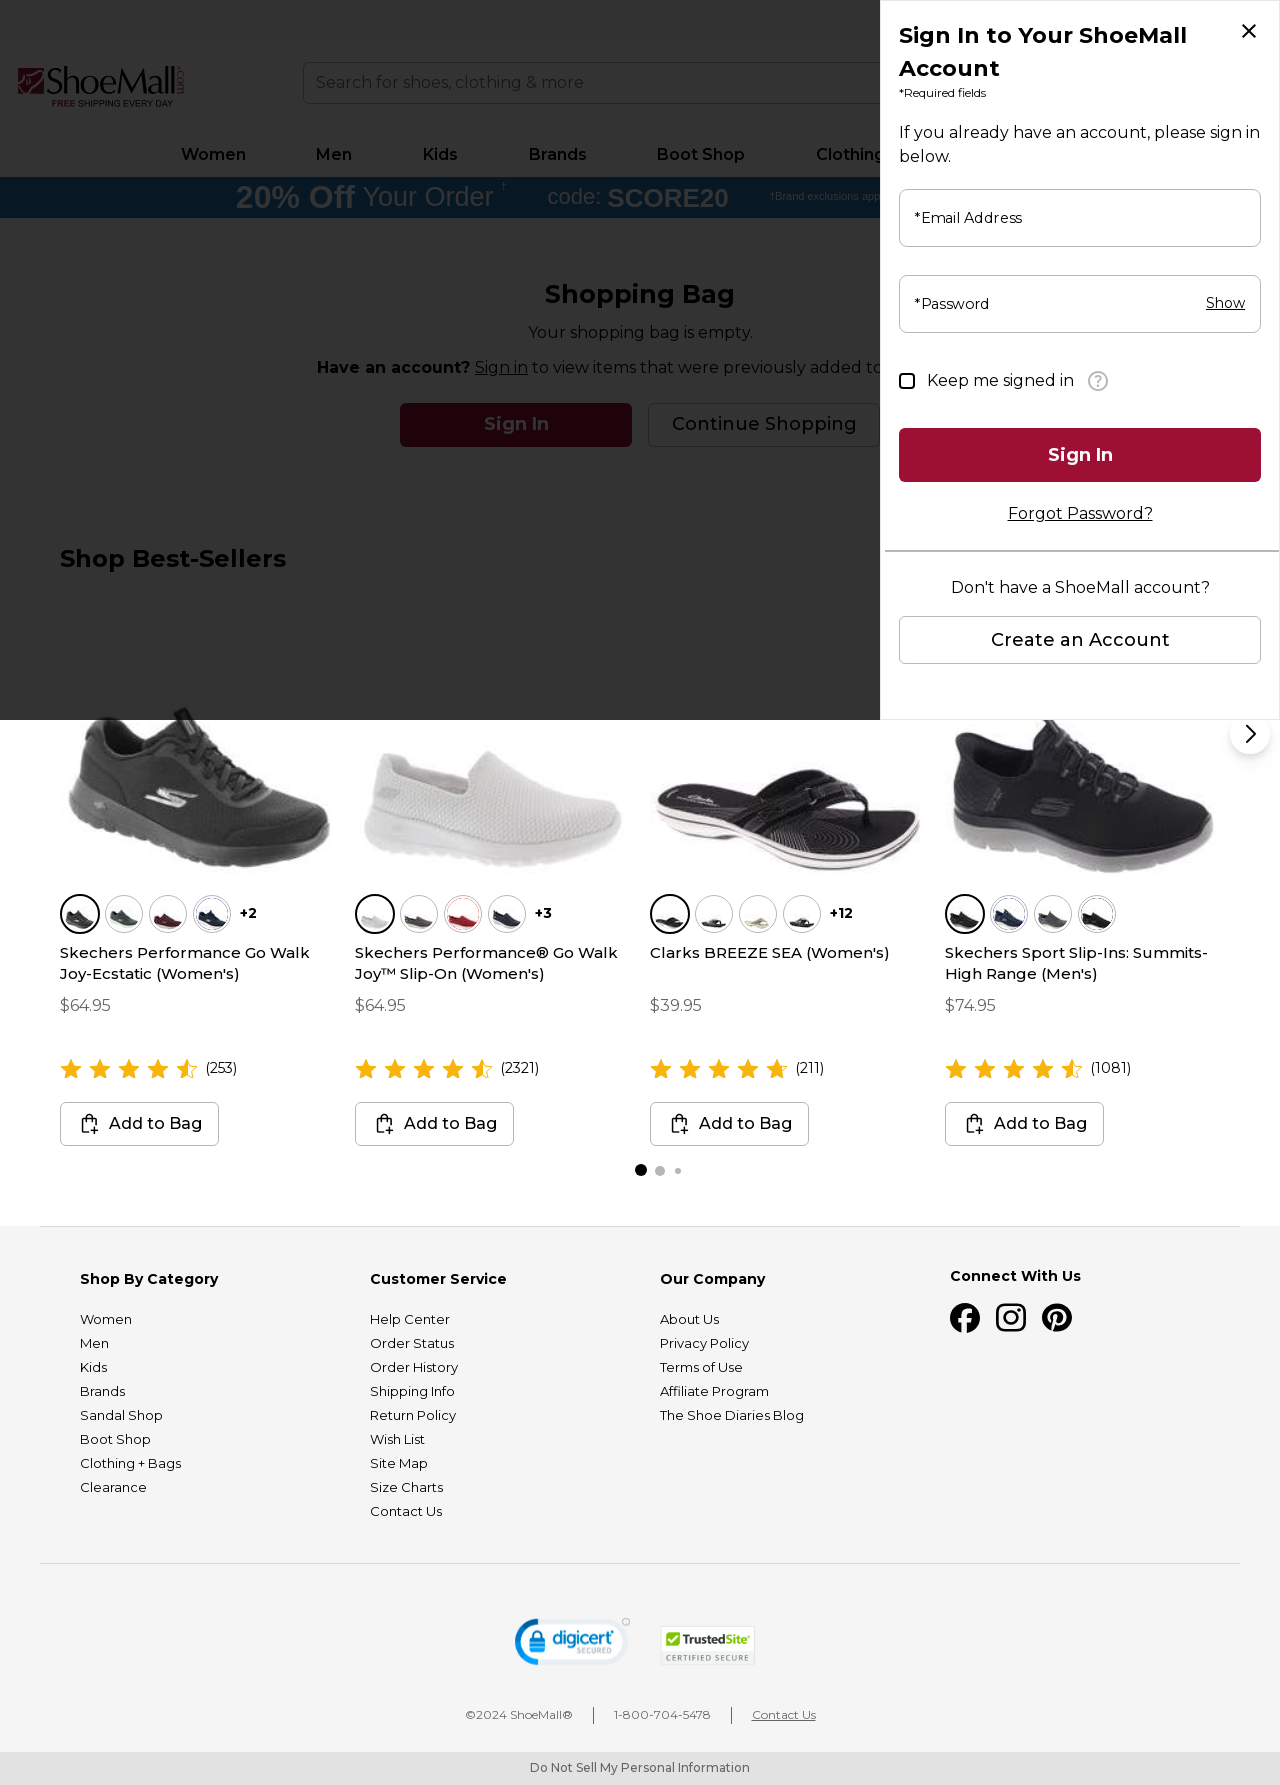 ShoeMall.com
FREE SHIPPING EVERY DAY
Search for shoes, clothing & more
Women Men Kids Brands Boot Shop Clothing
20% Off Your Order † code: SCORE20 †Brand exclusions app
Shopping Bag
Your shopping bag is empty.
Have an account? Sign in to view items that were previously added to
Sign In Continue Shopping
Sign In to Your ShoeMall
Account
*Required fields
If you already have an account, please sign in
below.
*Email Address
*Password Show
Keep me signed in ?
Sign In
Forgot Password?
Don't have a ShoeMall account?
Create an Account
Shop Best-Sellers
+2
Skechers Performance Go Walk
Joy-Ecstatic (Women's)
$64.95
(253)
Add to Bag
+3
Skechers Performance® Go Walk
Joy™ Slip-On (Women's)
$64.95
(2321)
Add to Bag
+12
Clarks BREEZE SEA (Women's)
$39.95
(211)
Add to Bag
Skechers Sport Slip-Ins: Summits-
High Range (Men's)
$74.95
(1081)
Add to Bag
Shop By Category
Women
Men
Kids
Brands
Sandal Shop
Boot Shop
Clothing + Bags
Clearance
Customer Service
Help Center
Order Status
Order History
Shipping Info
Return Policy
Wish List
Site Map
Size Charts
Contact Us
Our Company
About Us
Privacy Policy
Terms of Use
Affiliate Program
The Shoe Diaries Blog
Connect With Us
digicert
SECURED
TrustedSite
CERTIFIED SECURE
©2024 ShoeMall® 1-800-704-5478 Contact Us
Do Not Sell My Personal Information